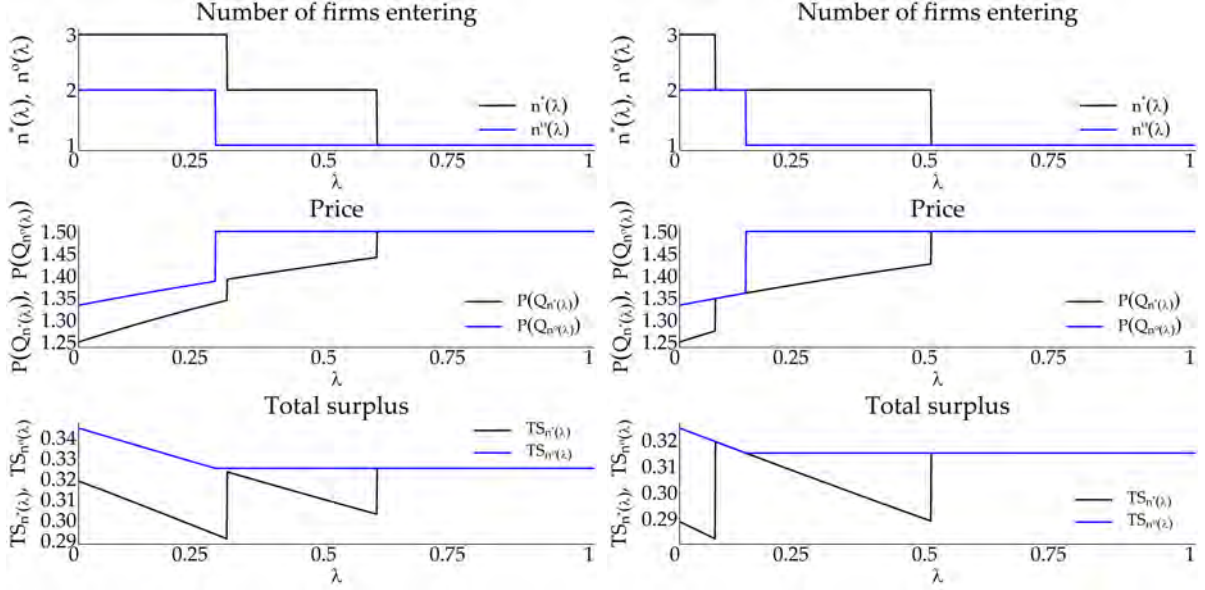 Number of firms entering
n*(λ), nᵒ(λ)
3
2
1
n*(λ)
nᵒ(λ)
0
0.25
0.5
0.75
1
λ
Price
P(Qn*(λ)), P(Qnᵒ(λ))
1.50
1.45
1.40
1.35
1.30
1.25
P(Qn*(λ))
P(Qnᵒ(λ))
0
0.25
0.5
0.75
1
λ
Total surplus
TSn*(λ), TSnᵒ(λ)
0.34
0.33
0.32
0.31
0.30
0.29
TSn*(λ)
TSnᵒ(λ)
0
0.25
0.5
0.75
1
λ
Number of firms entering
n*(λ), nᵒ(λ)
3
2
1
n*(λ)
nᵒ(λ)
0
0.25
0.5
0.75
1
λ
Price
P(Qn*(λ)), P(Qnᵒ(λ))
1.50
1.45
1.40
1.35
1.30
1.25
P(Qn*(λ))
P(Qnᵒ(λ))
0
0.25
0.5
0.75
1
λ
Total surplus
TSn*(λ), TSnᵒ(λ)
0.32
0.31
0.30
0.29
TSn*(λ)
TSnᵒ(λ)
0
0.25
0.5
0.75
1
λ